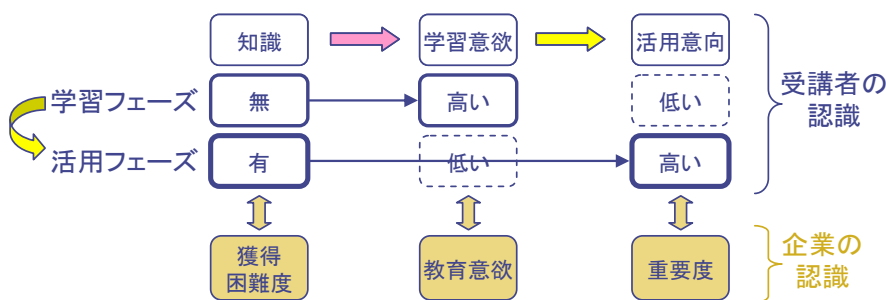 知識
学習意欲
活用意向
学習フェーズ
無
高い
低い
活用フェーズ
有
低い
高い
受講者の
認識
獲得
困難度
教育意欲
重要度
企業の
認識